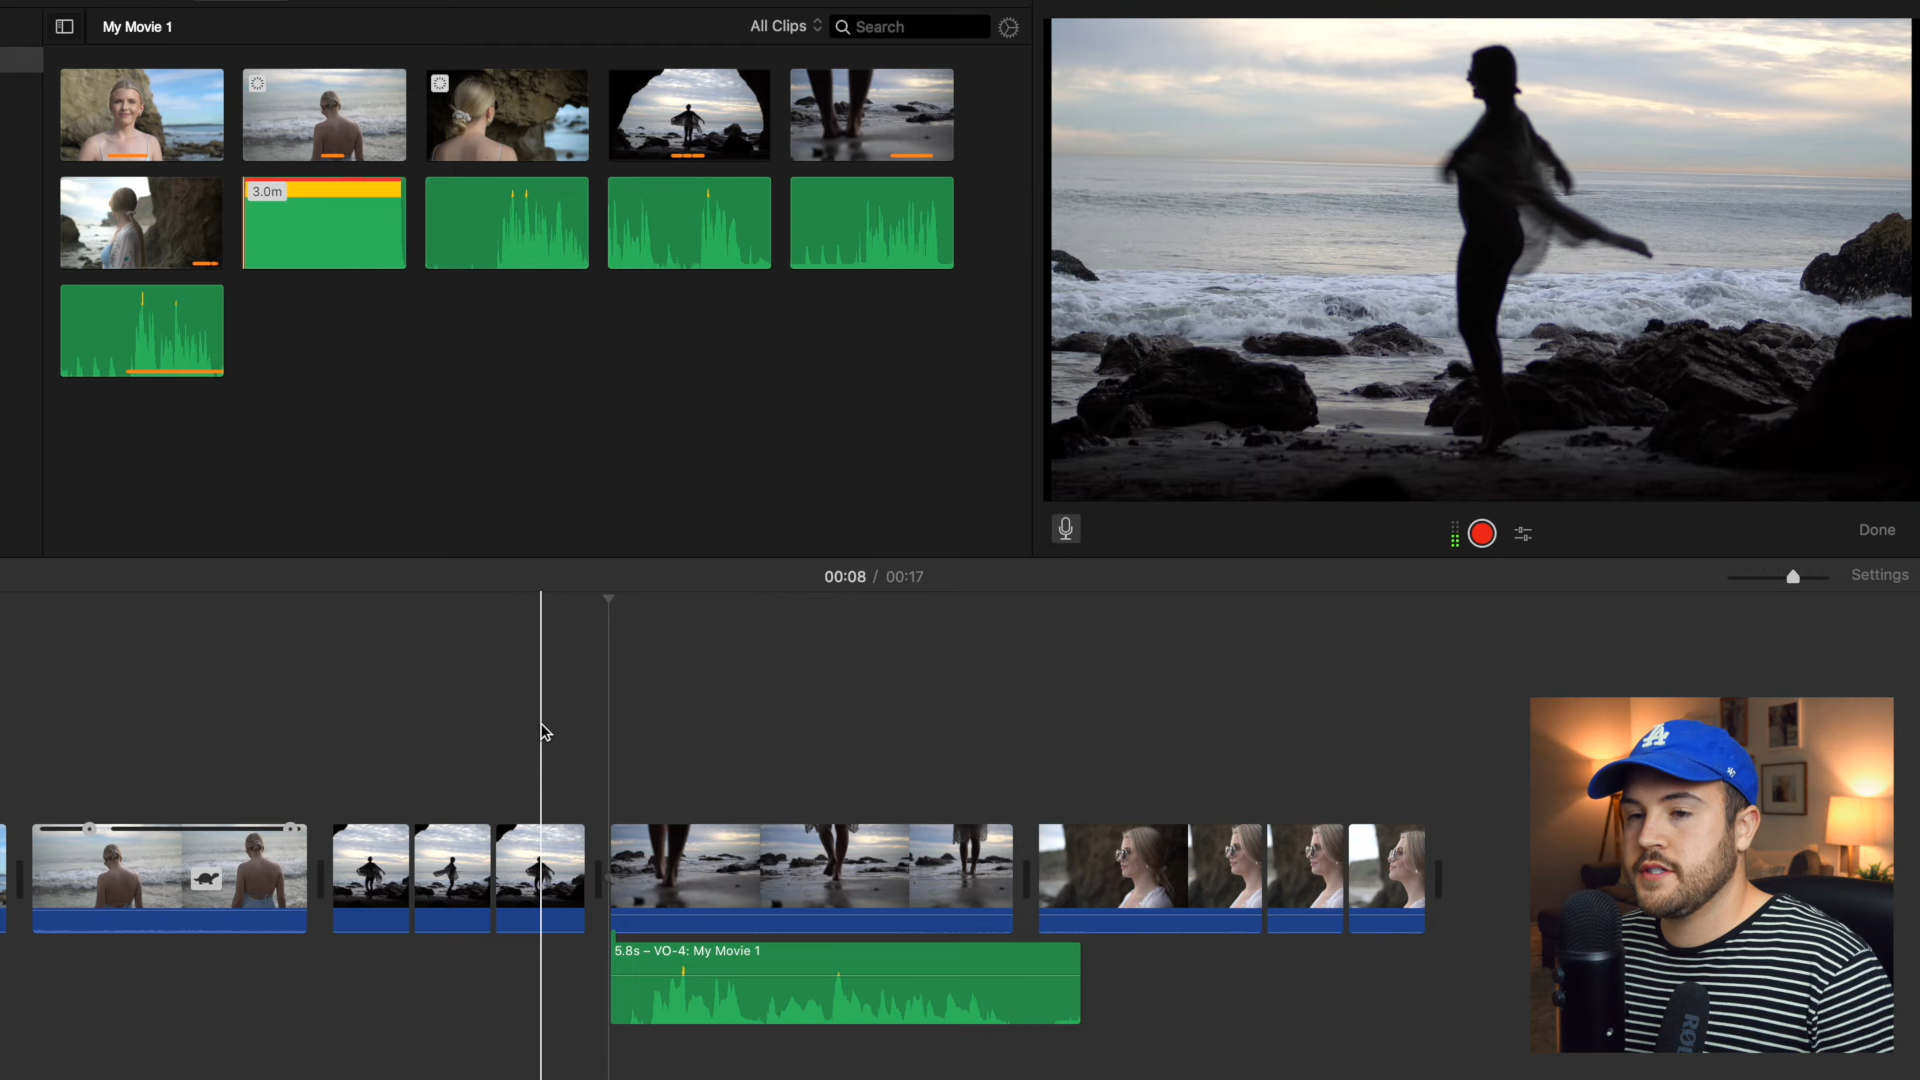 My Movie 1
All Clips
Search
3.0m
Done
00:08 / 00:17
Settings
5.8s – VO-4: My Movie 1
LA